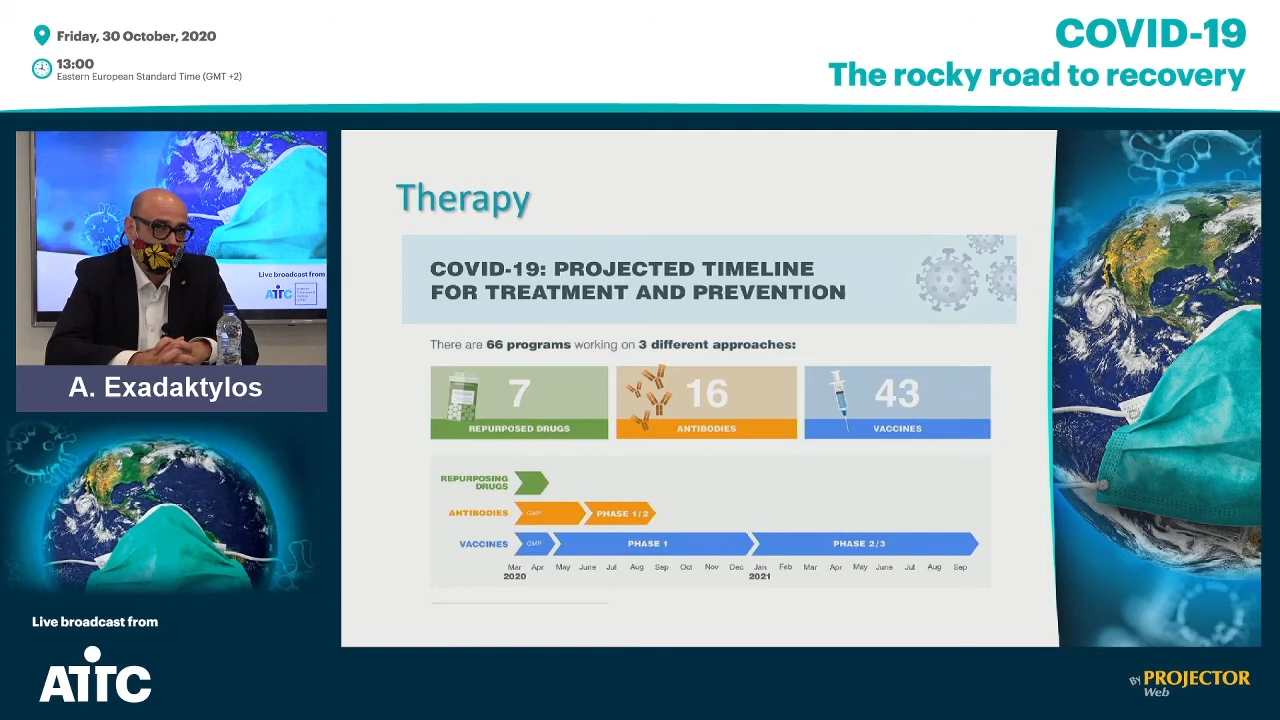 Friday, 30 October, 2020
13:00
Eastern European Standard Time (GMT +2)
COVID-19
The rocky road to recovery
Live broadcast from
ATTC
A. Exadaktylos
Therapy
COVID-19: PROJECTED TIMELINE
FOR TREATMENT AND PREVENTION
There are 66 programs working on 3 different approaches:
7
REPURPOSED DRUGS
16
ANTIBODIES
43
VACCINES
REPURPOSING
DRUGS
ANTIBODIES GMP PHASE 1/2
VACCINES GMP PHASE 1 PHASE 2/3
Mar Apr May June Jul Aug Sep Oct Nov Dec Jan Feb Mar Apr May June Jul Aug Sep
2020 2021
Live broadcast from
ATTC
By PROJECTOR
Web